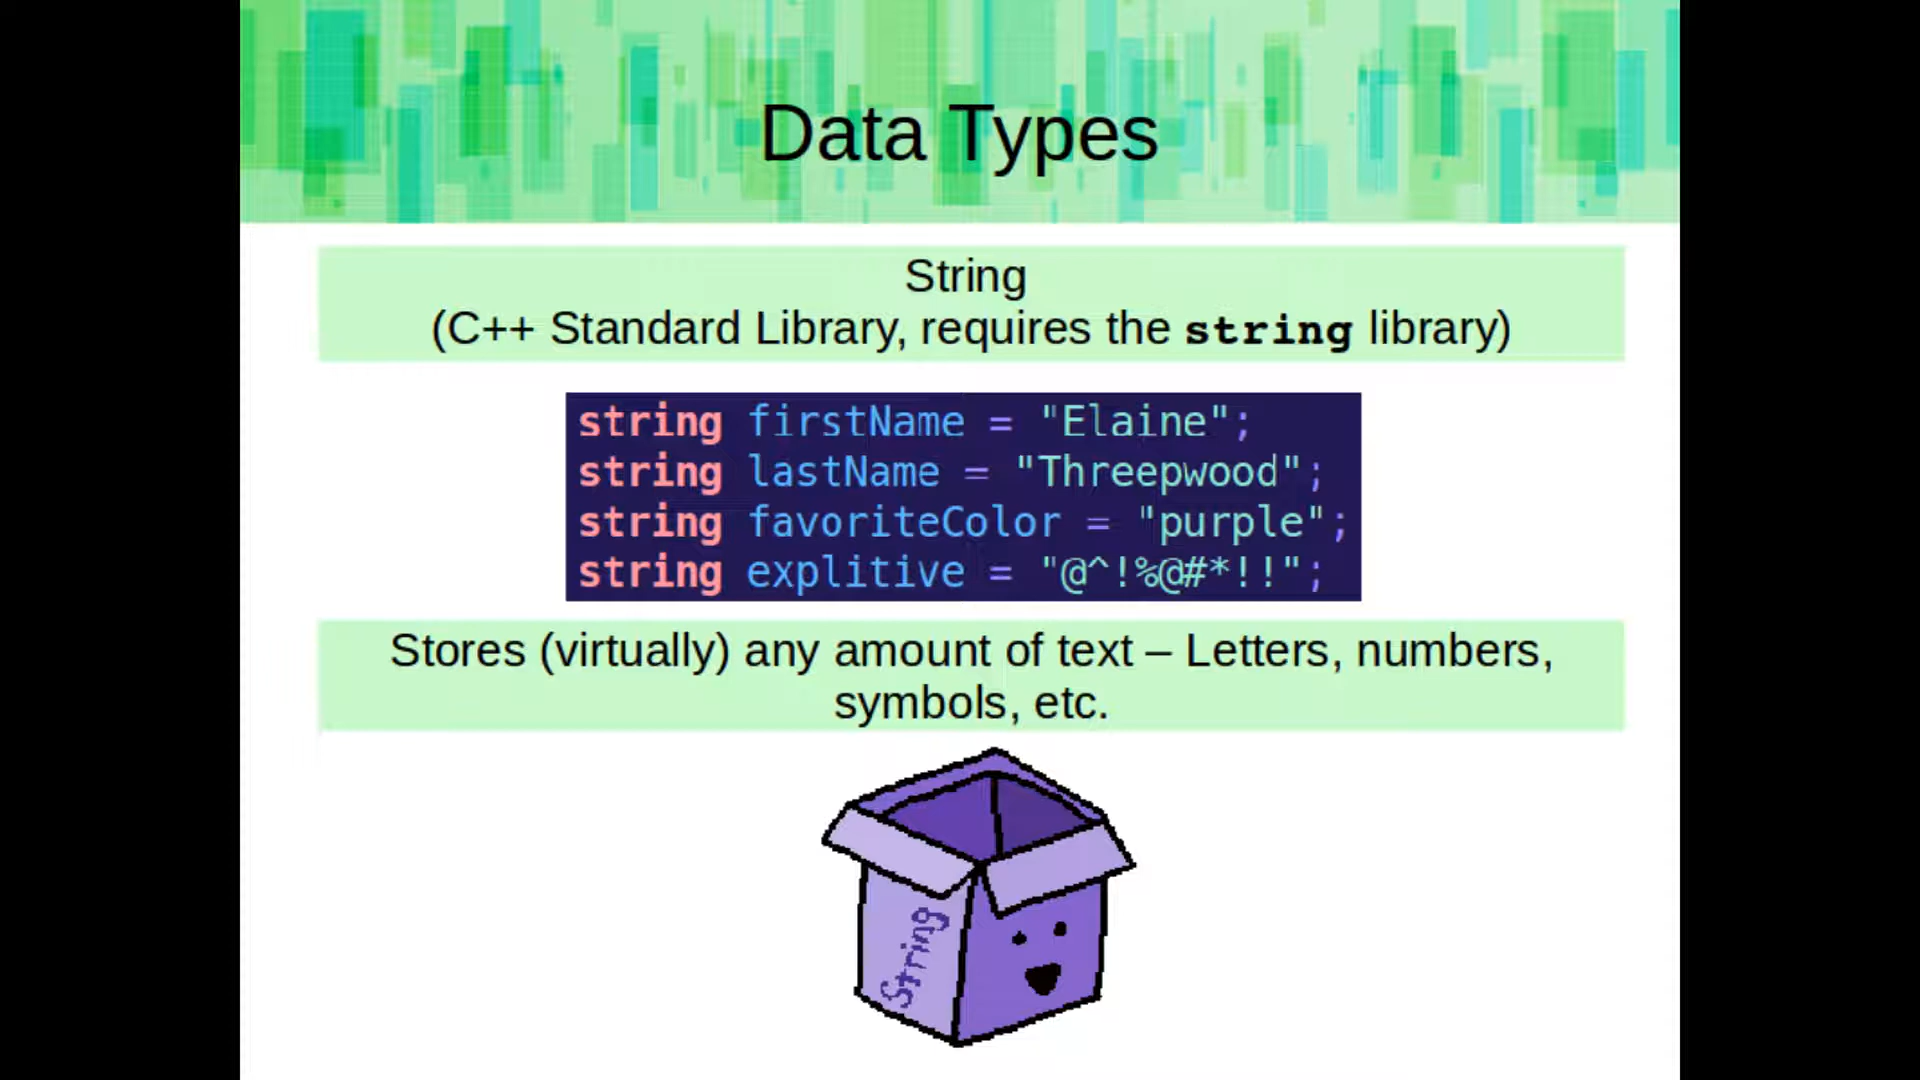 Data Types
String
(C++ Standard Library, requires the string library)
string firstName = "Elaine";
string lastName = "Threepwood";
string favoriteColor = "purple";
string explitive = "@^!%@#*!!";
Stores (virtually) any amount of text – Letters, numbers,
symbols, etc.
String